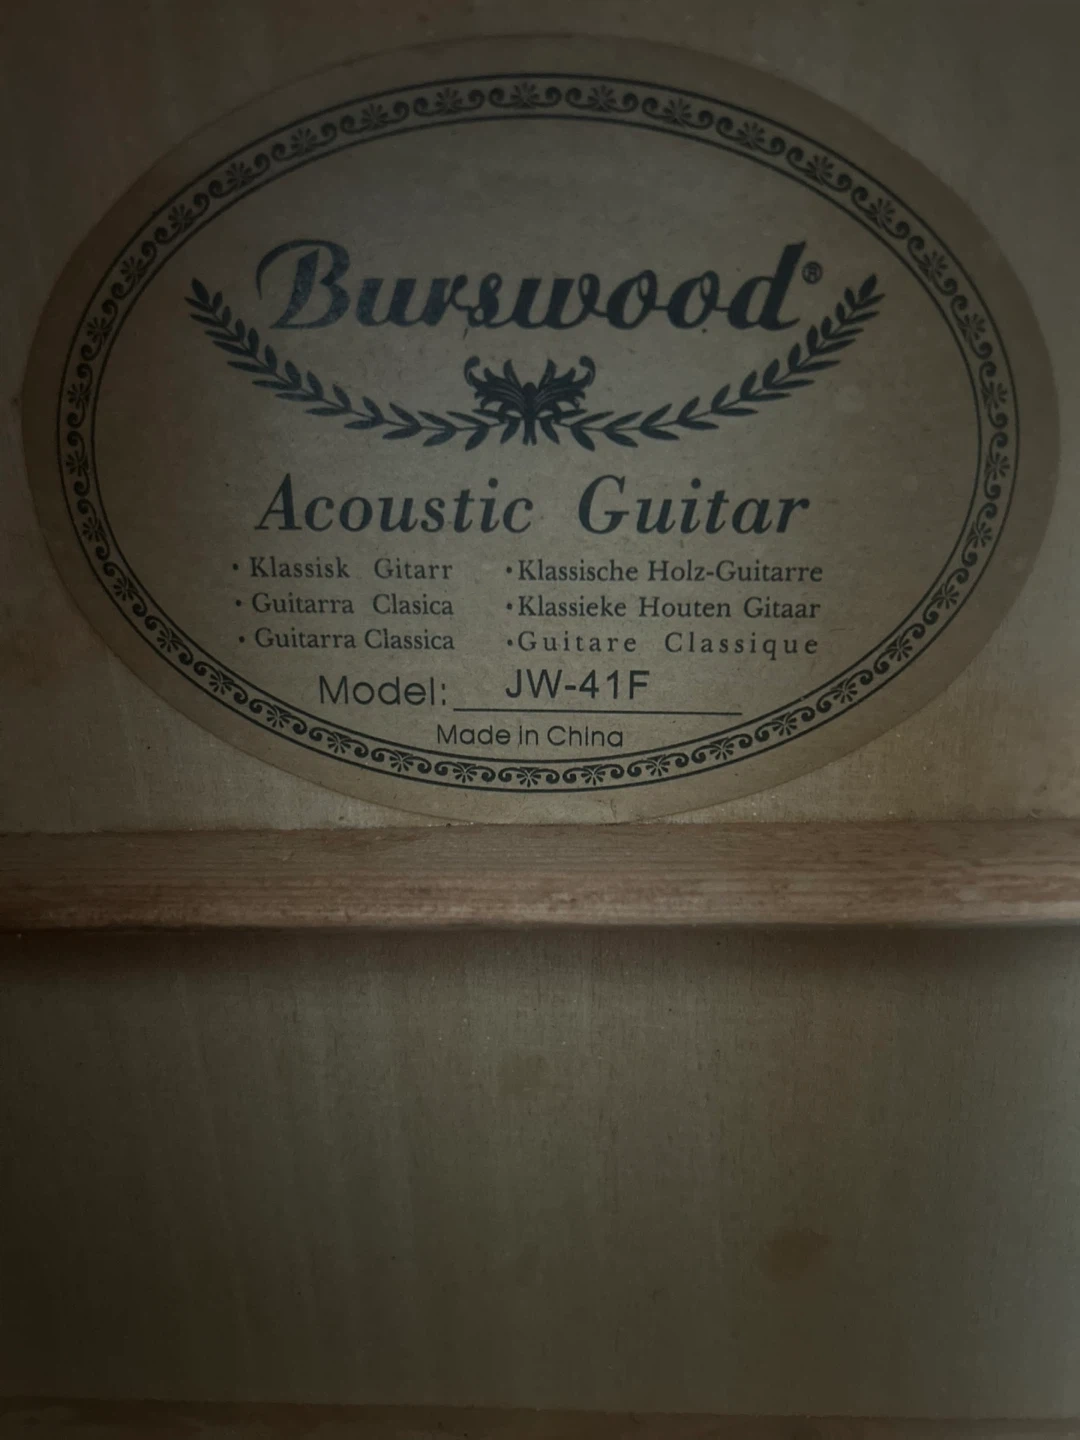 Burswood®
Acoustic Guitar
• Klassisk Gitarr
• Guitarra Clasica
• Guitarra Classica
• Klassische Holz-Guitarre
• Klassieke Houten Gitaar
• Guitare Classique
Model: JW-41F
Made in China